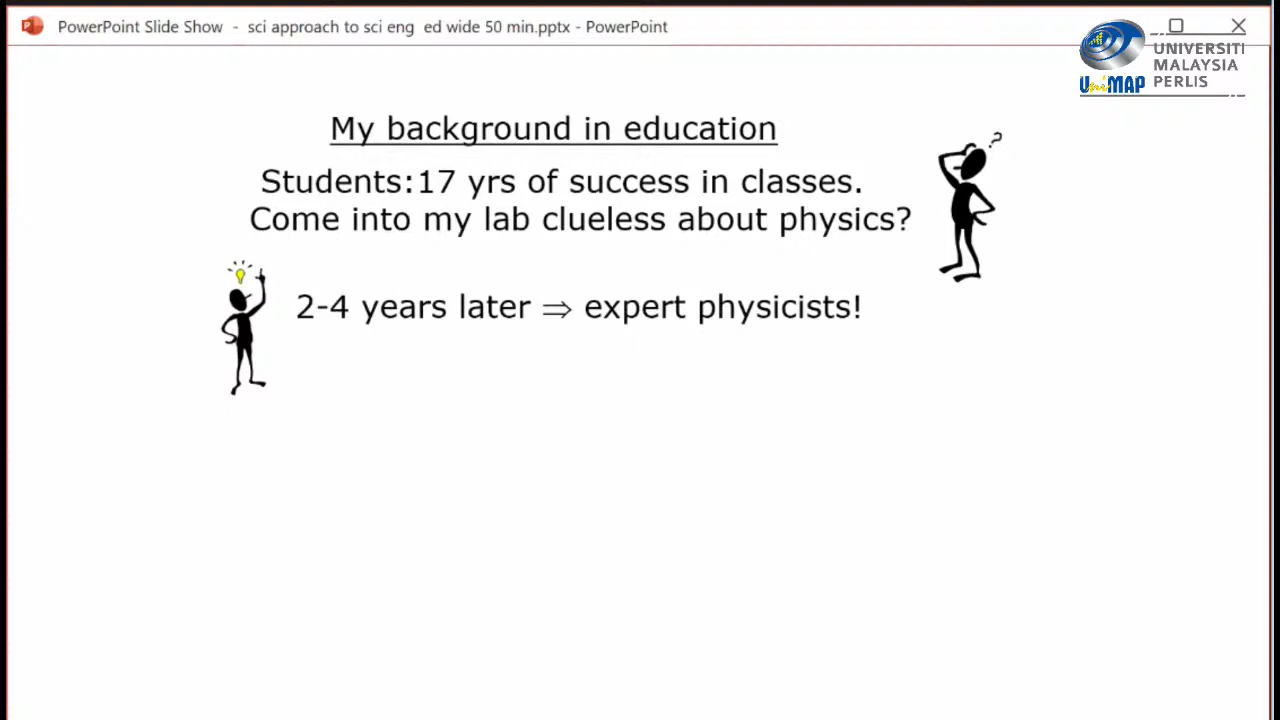 PowerPoint Slide Show - sci approach to sci eng ed wide 50 min.pptx - PowerPoint
UNIVERSITI
MALAYSIA
PERLIS
UniMAP
My background in education
Students:17 yrs of success in classes.
Come into my lab clueless about physics?
?
2-4 years later ⇒ expert physicists!